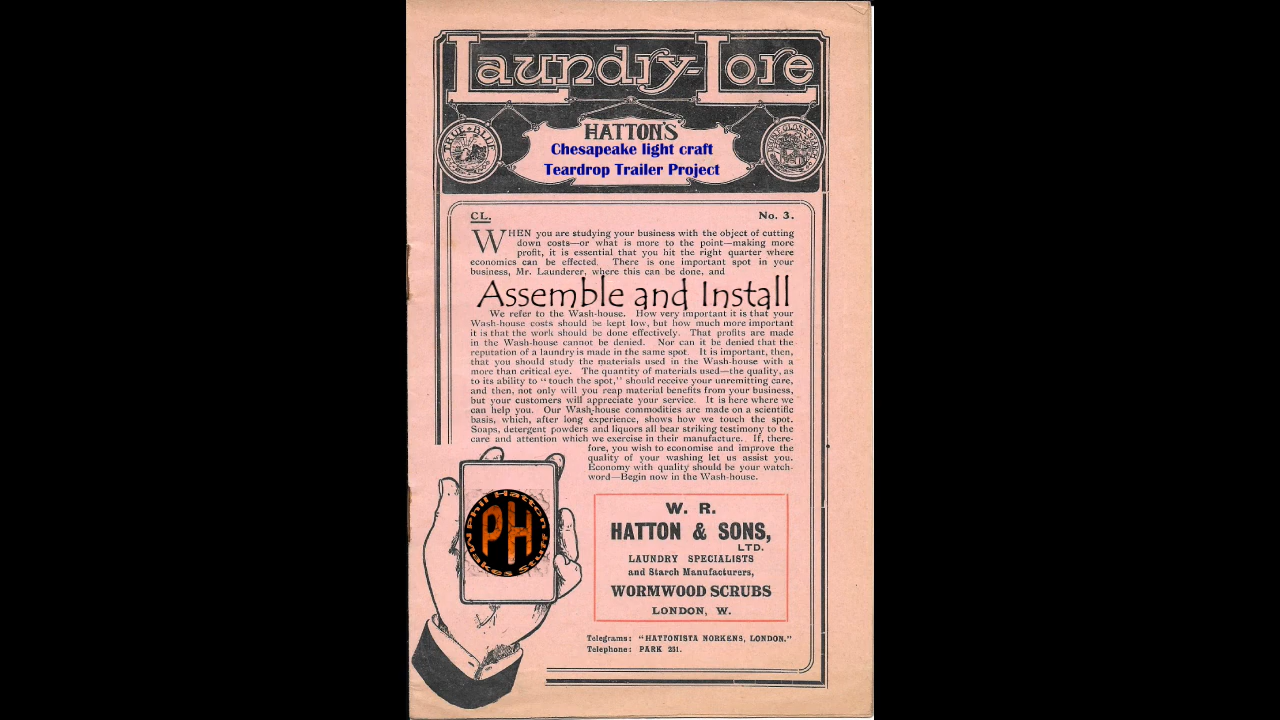 Laundry-Lore
TRUE BLUE
HATTON'S
Chesapeake light craft
Teardrop Trailer Project
CL.
No. 3.
WHEN you are studying your business with the object of cutting
down costs—or what is more to the point—making more
profit, it is essential that you hit the right quarter where
economics can be effected. There is one important spot in your
business, Mr. Launderer, where this can be done, and
Assemble and Install
We refer to the Wash-house. How very important it is that your
Wash-house costs should be kept low, but how much more important
it is that the work should be done effectively. That profits are made
in the Wash-house cannot be denied. Nor can it be denied that the
reputation of a laundry is made in the same spot. It is important, then,
that you should study the materials used in the Wash-house with a
more than critical eye. The quantity of materials used—the quality, as
to its ability to "touch the spot," should receive your unremitting care,
and then, not only will you reap material benefits from your business,
but your customers will appreciate your service. It is here where we
can help you. Our Wash-house commodities are made on a scientific
basis, which, after long experience, shows how we touch the spot.
Soaps, detergent powders and liquors all bear striking testimony to the
care and attention which we exercise in their manufacture. If, there-
fore, you wish to economise and improve the
quality of your washing let us assist you.
Economy with quality should be your watch-
word—Begin now in the Wash-house.
Phil Hatton
PH
Makes Stuff
W. R.
HATTON & SONS,
LTD.
LAUNDRY SPECIALISTS
and Starch Manufacturers,
WORMWOOD SCRUBS
LONDON, W.
Telegrams: "HATTONISTA NORKENS, LONDON."
Telephone: PARK 251.